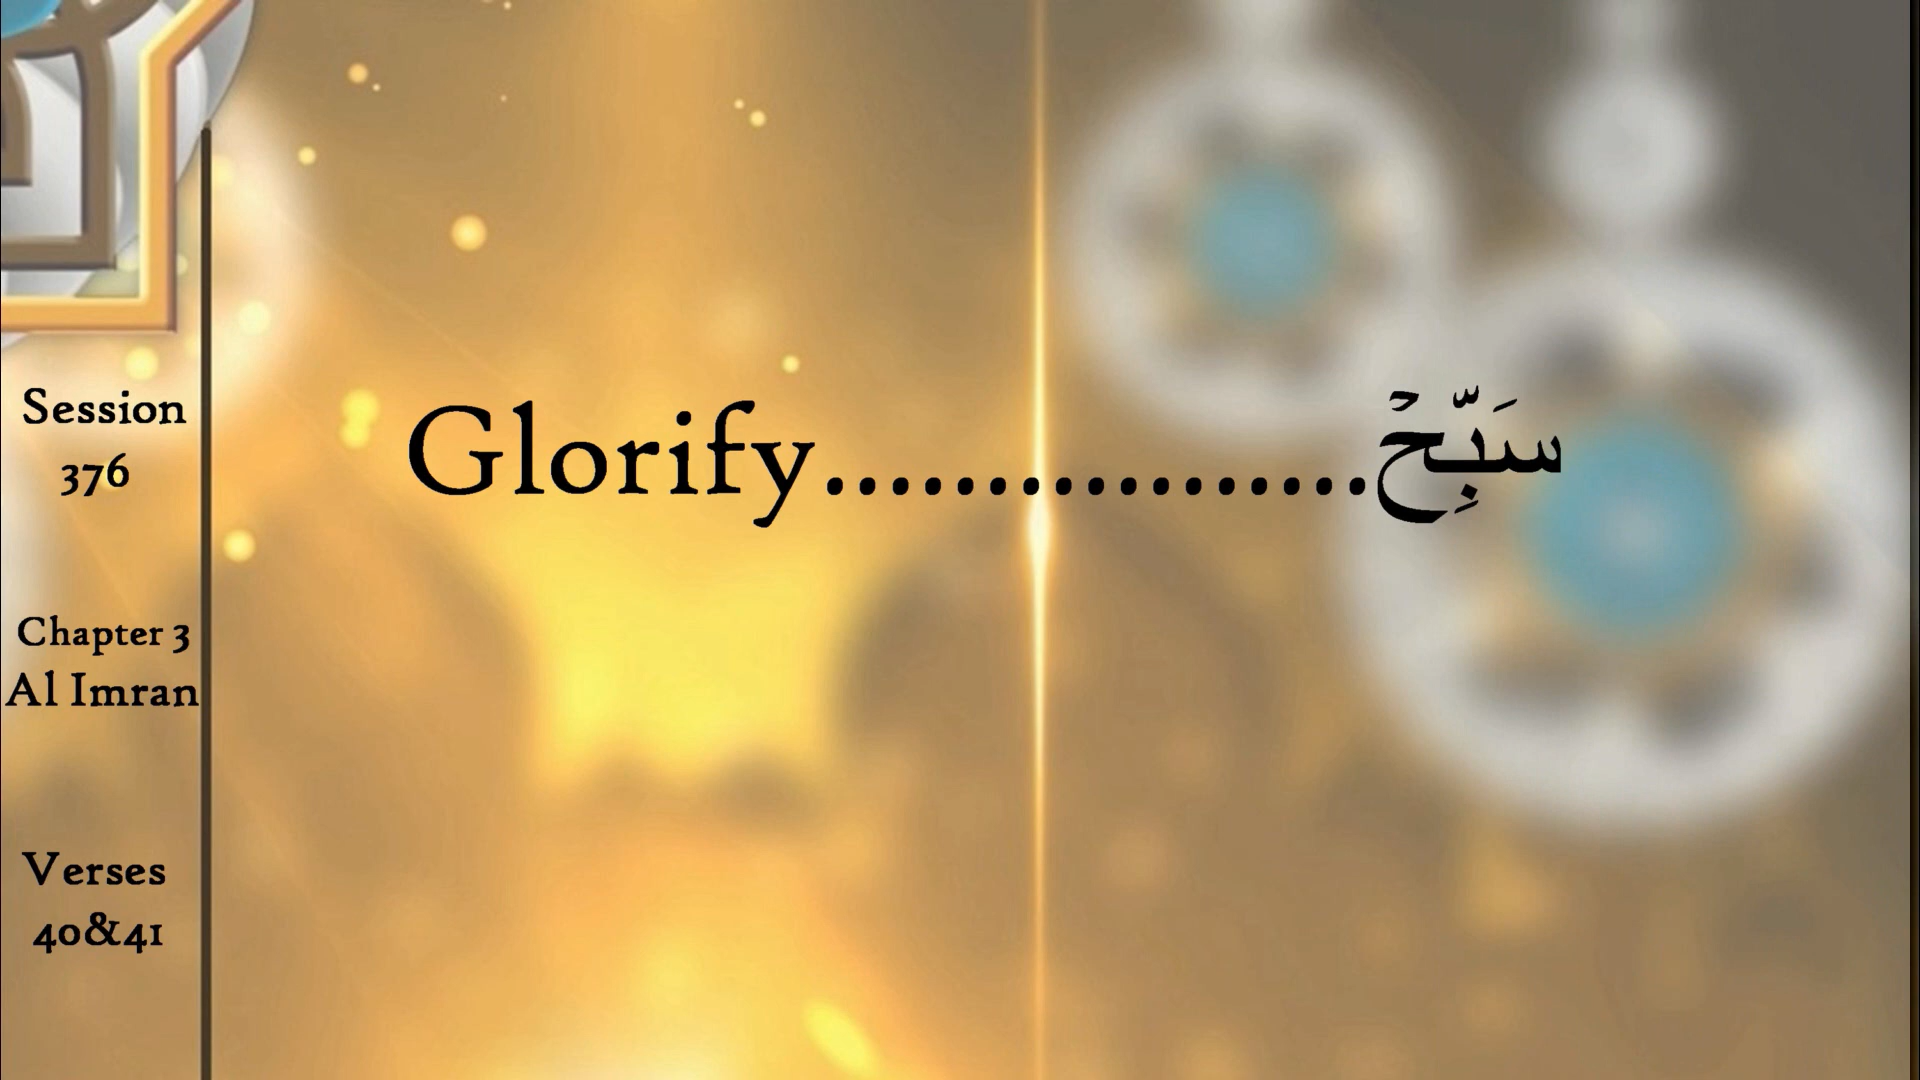 Session
376
Chapter 3
Al Imran
Verses
40&41
Glorify.................سَبِّحۡ